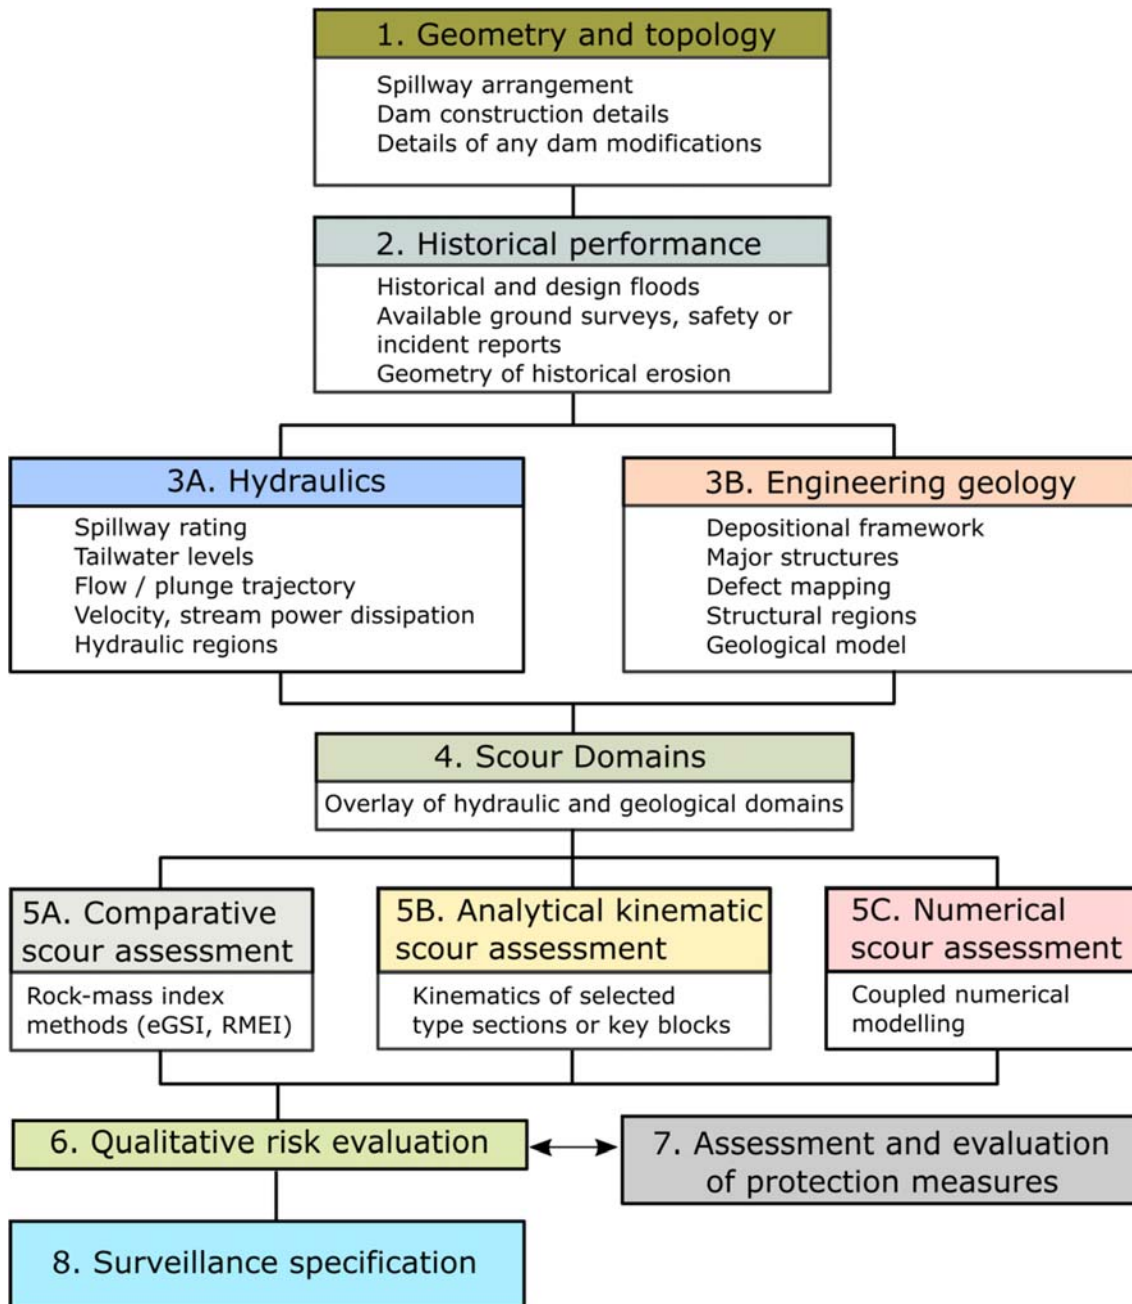 1. Geometry and topology
Spillway arrangement
Dam construction details
Details of any dam modifications
2. Historical performance
Historical and design floods
Available ground surveys, safety or
incident reports
Geometry of historical erosion
3A. Hydraulics
Spillway rating
Tailwater levels
Flow / plunge trajectory
Velocity, stream power dissipation
Hydraulic regions
3B. Engineering geology
Depositional framework
Major structures
Defect mapping
Structural regions
Geological model
4. Scour Domains
Overlay of hydraulic and geological domains
5A. Comparative
scour assessment
Rock-mass index
methods (eGSI, RMEI)
5B. Analytical kinematic
scour assessment
Kinematics of selected
type sections or key blocks
5C. Numerical
scour assessment
Coupled numerical
modelling
6. Qualitative risk evaluation
7. Assessment and evaluation
of protection measures
8. Surveillance specification